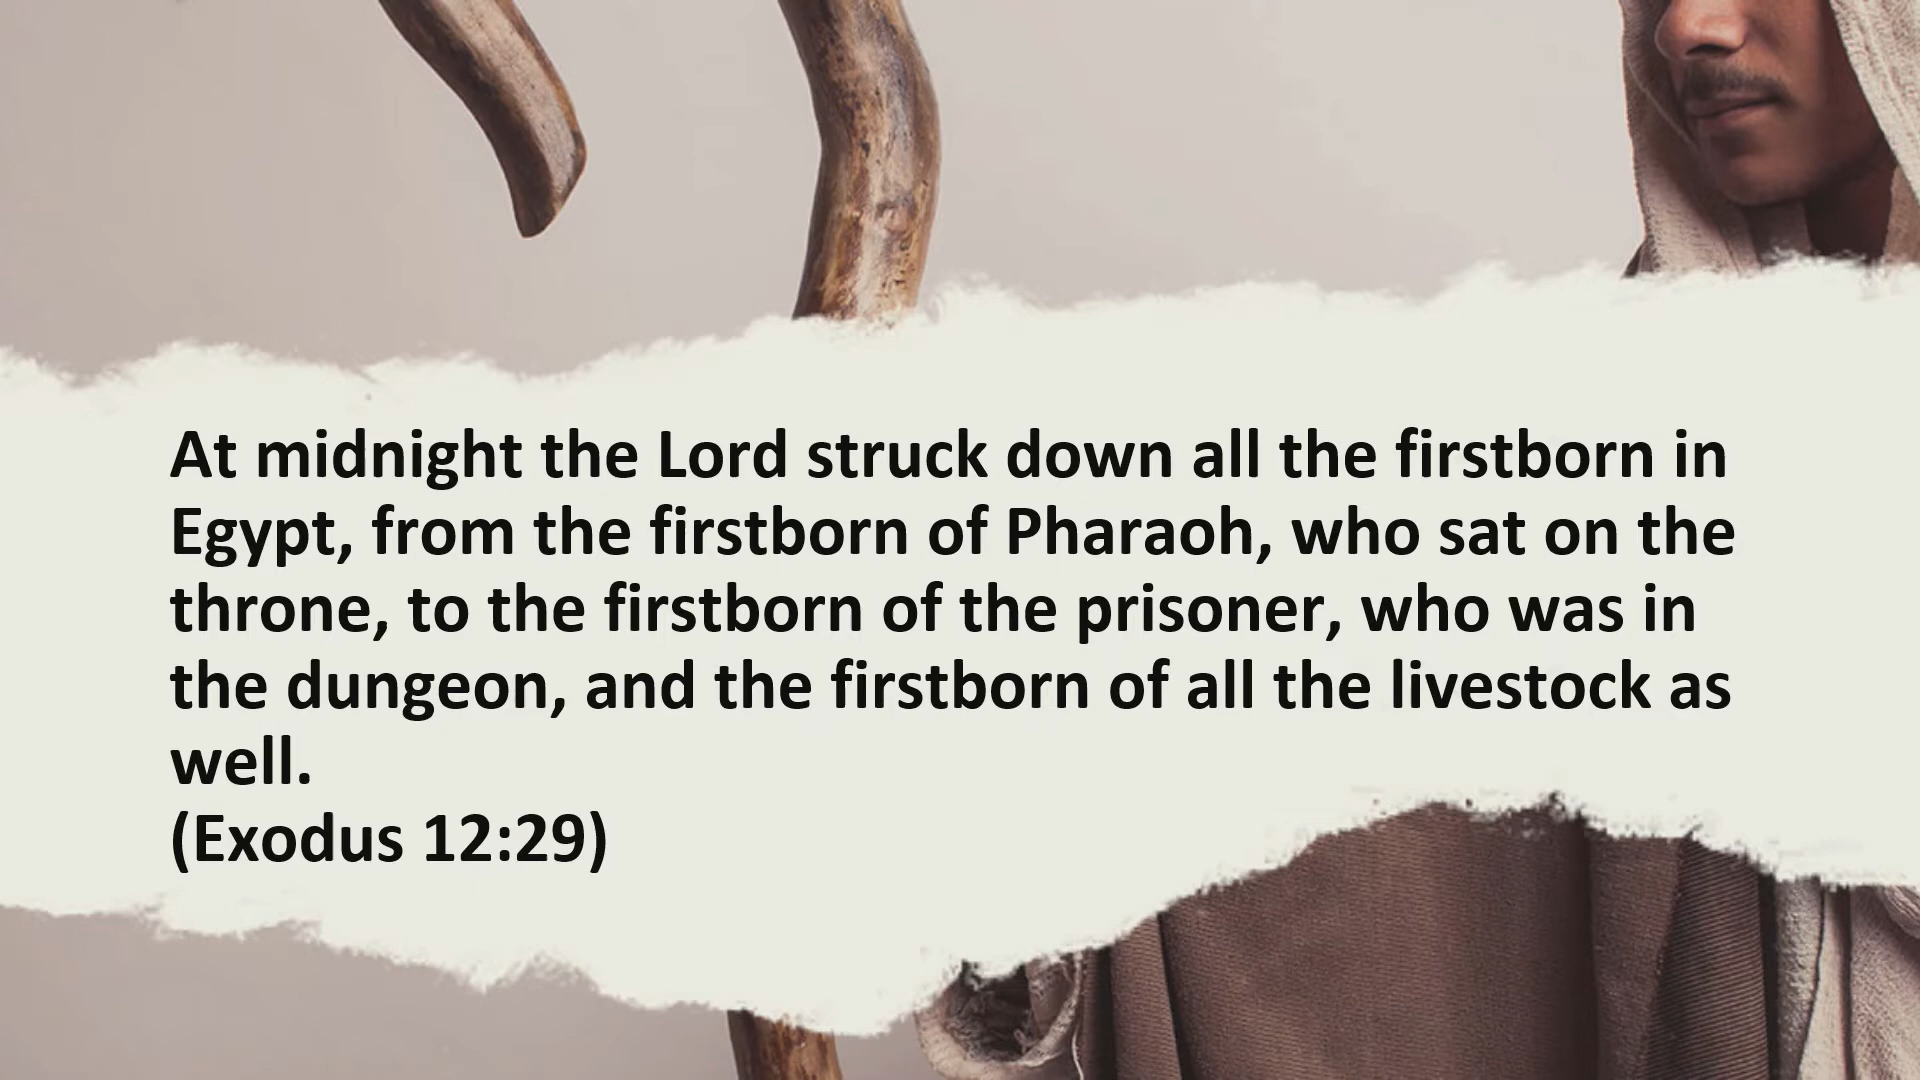 At midnight the Lord struck down all the firstborn in
Egypt, from the firstborn of Pharaoh, who sat on the
throne, to the firstborn of the prisoner, who was in
the dungeon, and the firstborn of all the livestock as
well.
(Exodus 12:29)